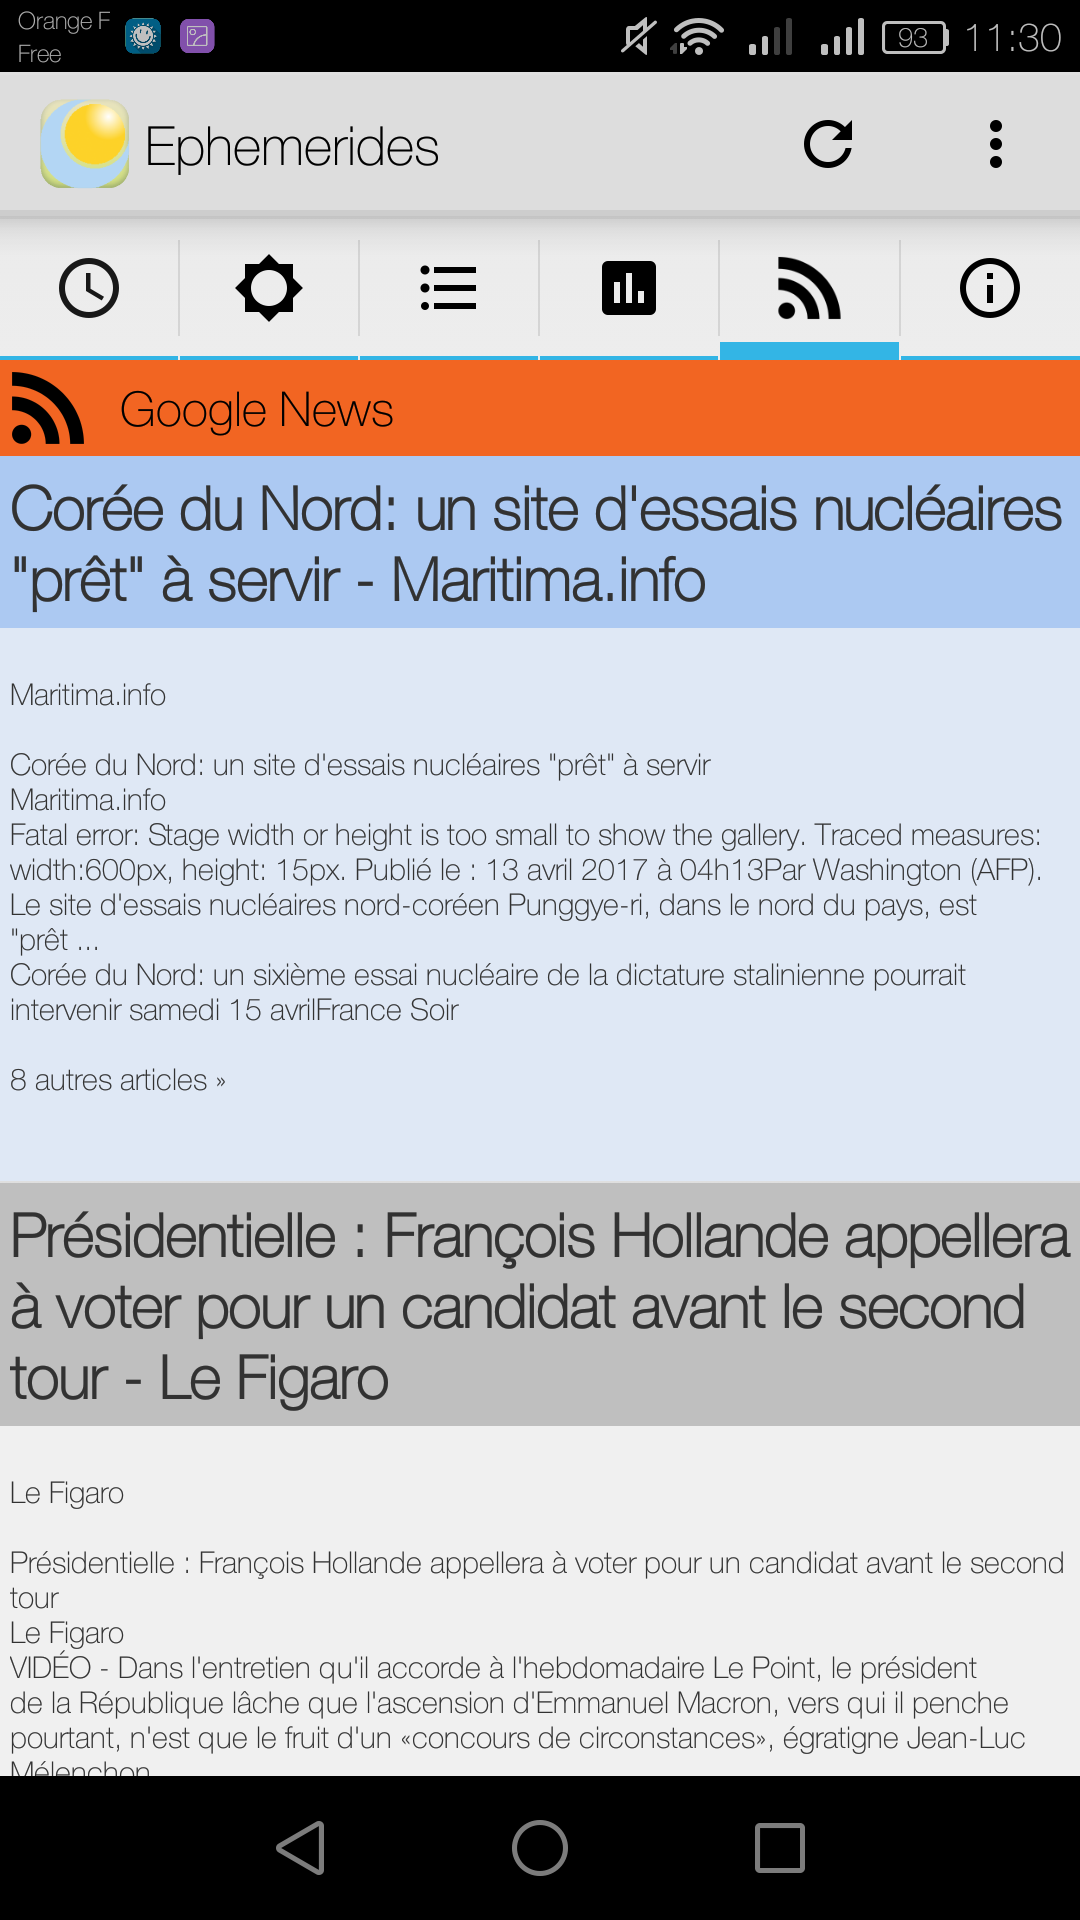 Orange F
Free
93
11:30
Ephemerides
Google News
Corée du Nord: un site d'essais nucléaires
"prêt" à servir - Maritima.info
Maritima.info
Corée du Nord: un site d'essais nucléaires "prêt" à servir
Maritima.info
Fatal error: Stage width or height is too small to show the gallery. Traced measures:
width:600px, height: 15px. Publié le : 13 avril 2017 à 04h13Par Washington (AFP).
Le site d'essais nucléaires nord-coréen Punggye-ri, dans le nord du pays, est
"prêt ...
Corée du Nord: un sixième essai nucléaire de la dictature stalinienne pourrait
intervenir samedi 15 avrilFrance Soir
8 autres articles »
Présidentielle : François Hollande appellera
à voter pour un candidat avant le second
tour - Le Figaro
Le Figaro
Présidentielle : François Hollande appellera à voter pour un candidat avant le second
tour
Le Figaro
VIDÉO - Dans l'entretien qu'il accorde à l'hebdomadaire Le Point, le président
de la République lâche que l'ascension d'Emmanuel Macron, vers qui il penche
pourtant, n'est que le fruit d'un «concours de circonstances», égratigne Jean-Luc
Mélenchon